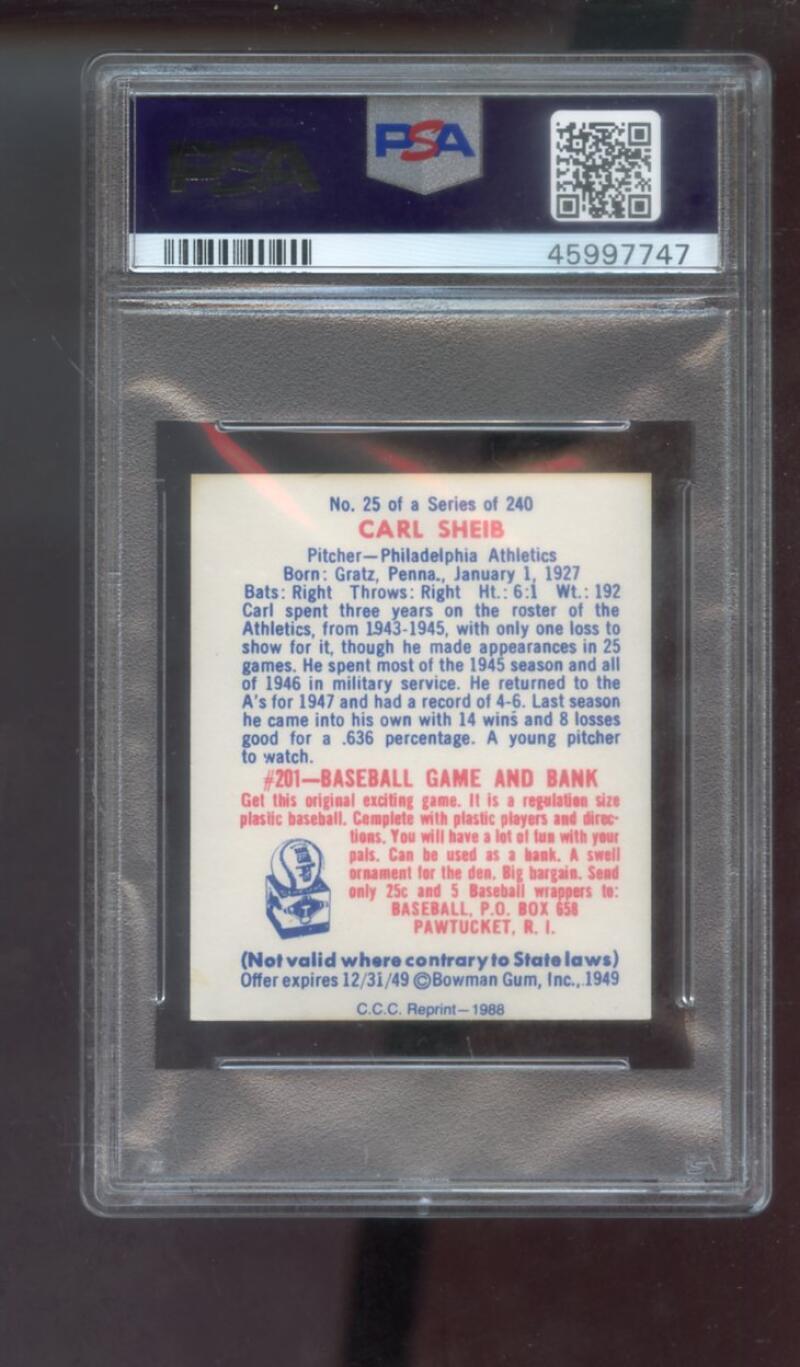 PSA
PSA
45997747
No. 25 of a Series of 240
CARL SHEIB
Pitcher—Philadelphia Athletics
Born: Gratz, Penna., January 1, 1927
Bats: Right Throws: Right Ht.: 6:1 Wt.: 192
Carl spent three years on the roster of the
Athletics, from 1943-1945, with only one loss to
show for it, though he made appearances in 25
games. He spent most of the 1945 season and all
of 1946 in military service. He returned to the
A's for 1947 and had a record of 4-6. Last season
he came into his own with 14 wins and 8 losses
good for a .636 percentage. A young pitcher
to watch.
#201—BASEBALL GAME AND BANK
Get this original exciting game. It is a regulation size
plastic baseball. Complete with plastic players and direc-
tions. You will have a lot of fun with your
pals. Can be used as a bank. A swell
ornament for the den. Big bargain. Send
only 25c and 5 Baseball wrappers to:
BASEBALL, P.O. BOX 658
PAWTUCKET, R. I.
(Not valid where contrary to State laws)
Offer expires 12/31/49 ©Bowman Gum, Inc., 1949
C.C.C. Reprint—1988